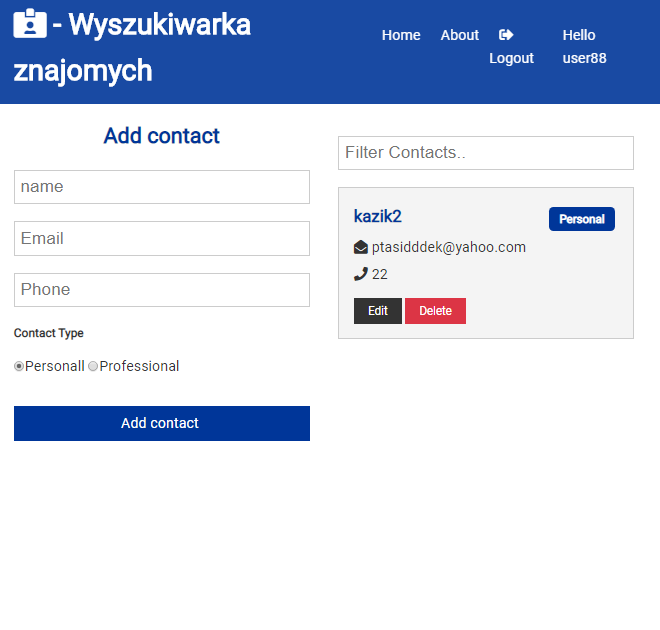 - Wyszukiwarka
znajomych
Home About Logout Hello
user88
Add contact
name
Email
Phone
Contact Type
Personall Professional
Add contact
Filter Contacts..
kazik2
Personal
ptasidddek@yahoo.com
22
Edit Delete